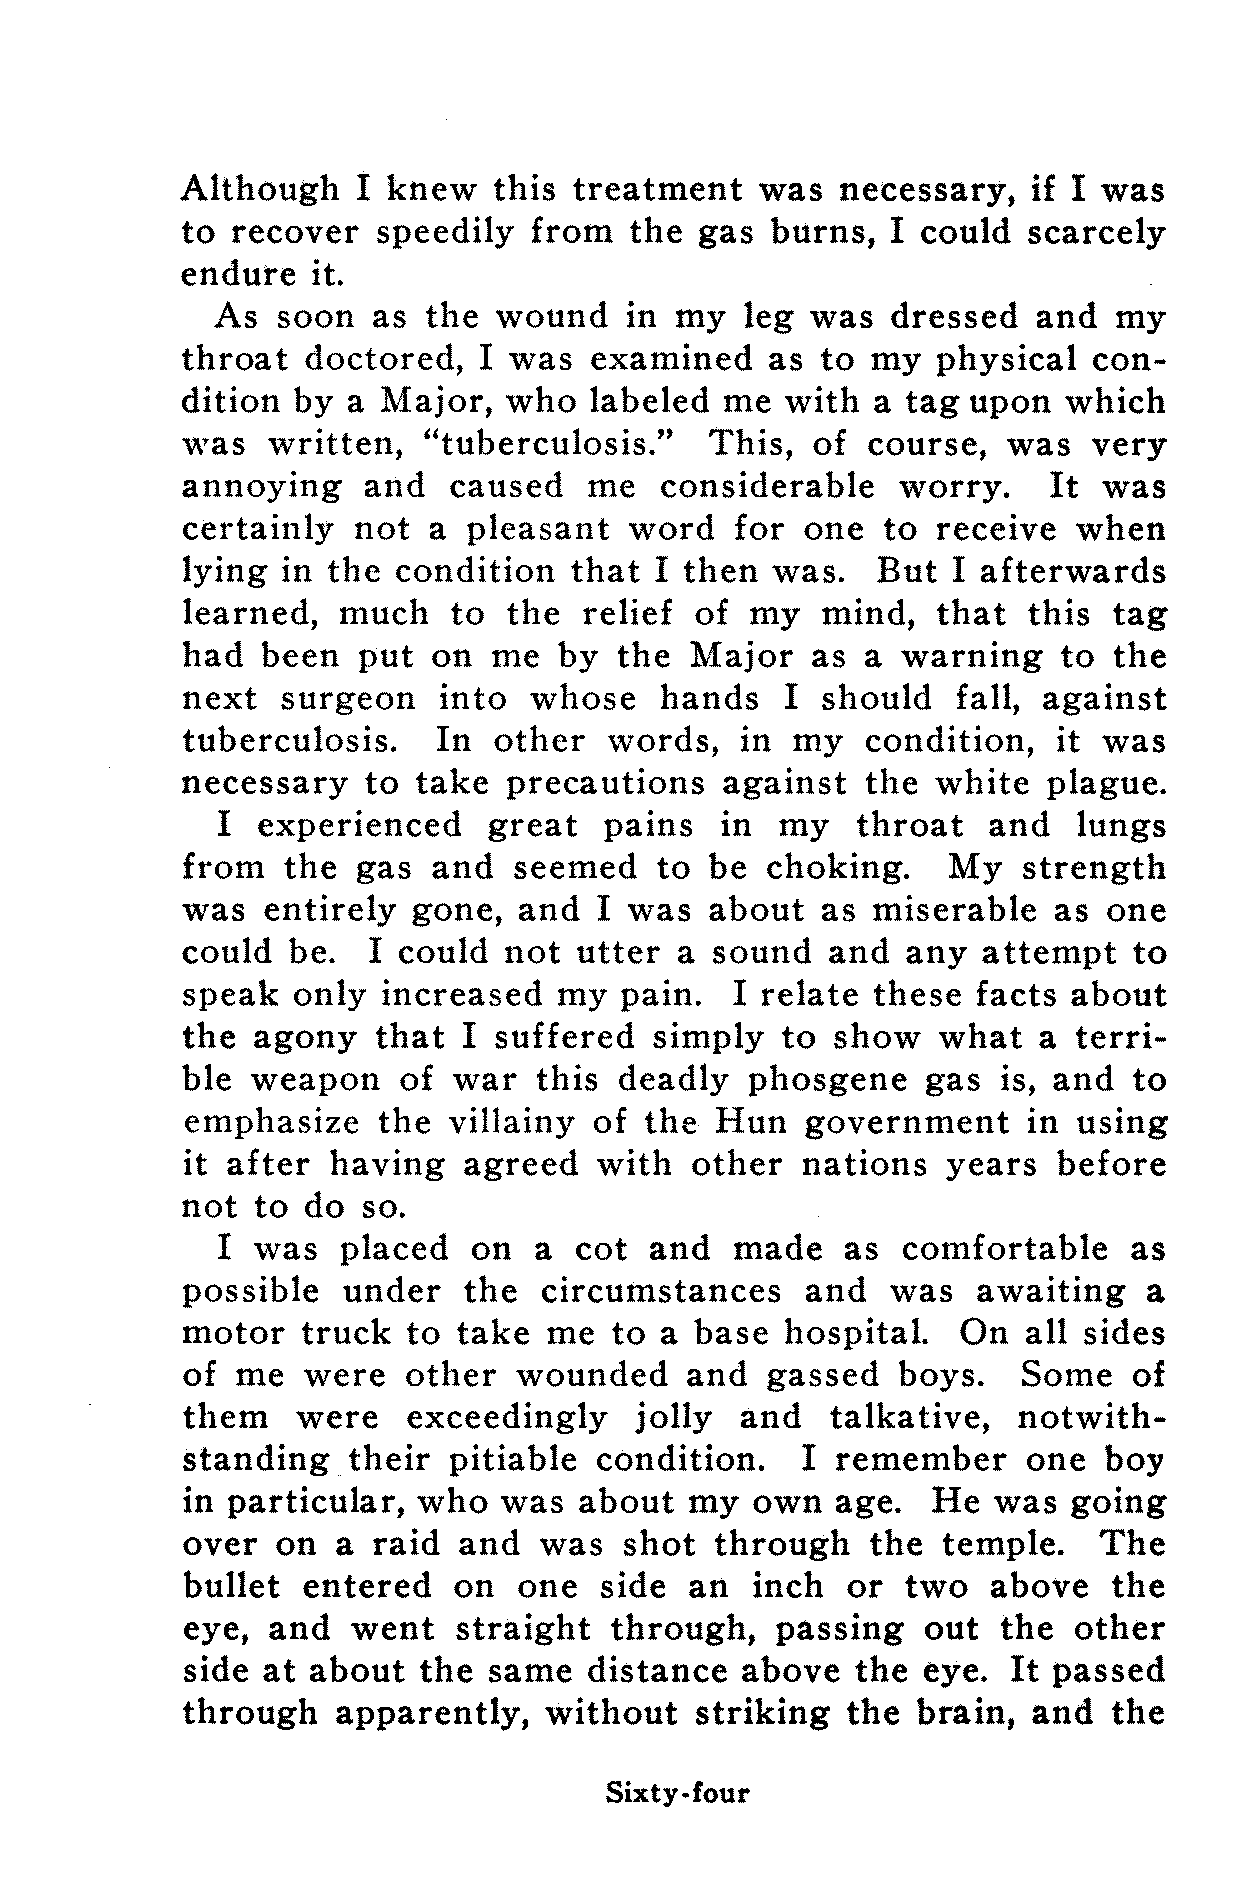 Although I knew this treatment was necessary, if I was
to recover speedily from the gas burns, I could scarcely
endure it.
As soon as the wound in my leg was dressed and my
throat doctored, I was examined as to my physical con-
dition by a Major, who labeled me with a tag upon which
was written, “tuberculosis.” This, of course, was very
annoying and caused me considerable worry. It was
certainly not a pleasant word for one to receive when
lying in the condition that I then was. But I afterwards
learned, much to the relief of my mind, that this tag
had been put on me by the Major as a warning to the
next surgeon into whose hands I should fall, against
tuberculosis. In other words, in my condition, it was
necessary to take precautions against the white plague.
I experienced great pains in my throat and lungs
from the gas and seemed to be choking. My strength
was entirely gone, and I was about as miserable as one
could be. I could not utter a sound and any attempt to
speak only increased my pain. I relate these facts about
the agony that I suffered simply to show what a terri-
ble weapon of war this deadly phosgene gas is, and to
emphasize the villainy of the Hun government in using
it after having agreed with other nations years before
not to do so.
I was placed on a cot and made as comfortable as
possible under the circumstances and was awaiting a
motor truck to take me to a base hospital. On all sides
of me were other wounded and gassed boys. Some of
them were exceedingly jolly and talkative, notwith-
standing their pitiable condition. I remember one boy
in particular, who was about my own age. He was going
over on a raid and was shot through the temple. The
bullet entered on one side an inch or two above the
eye, and went straight through, passing out the other
side at about the same distance above the eye. It passed
through apparently, without striking the brain, and the
Sixty-four